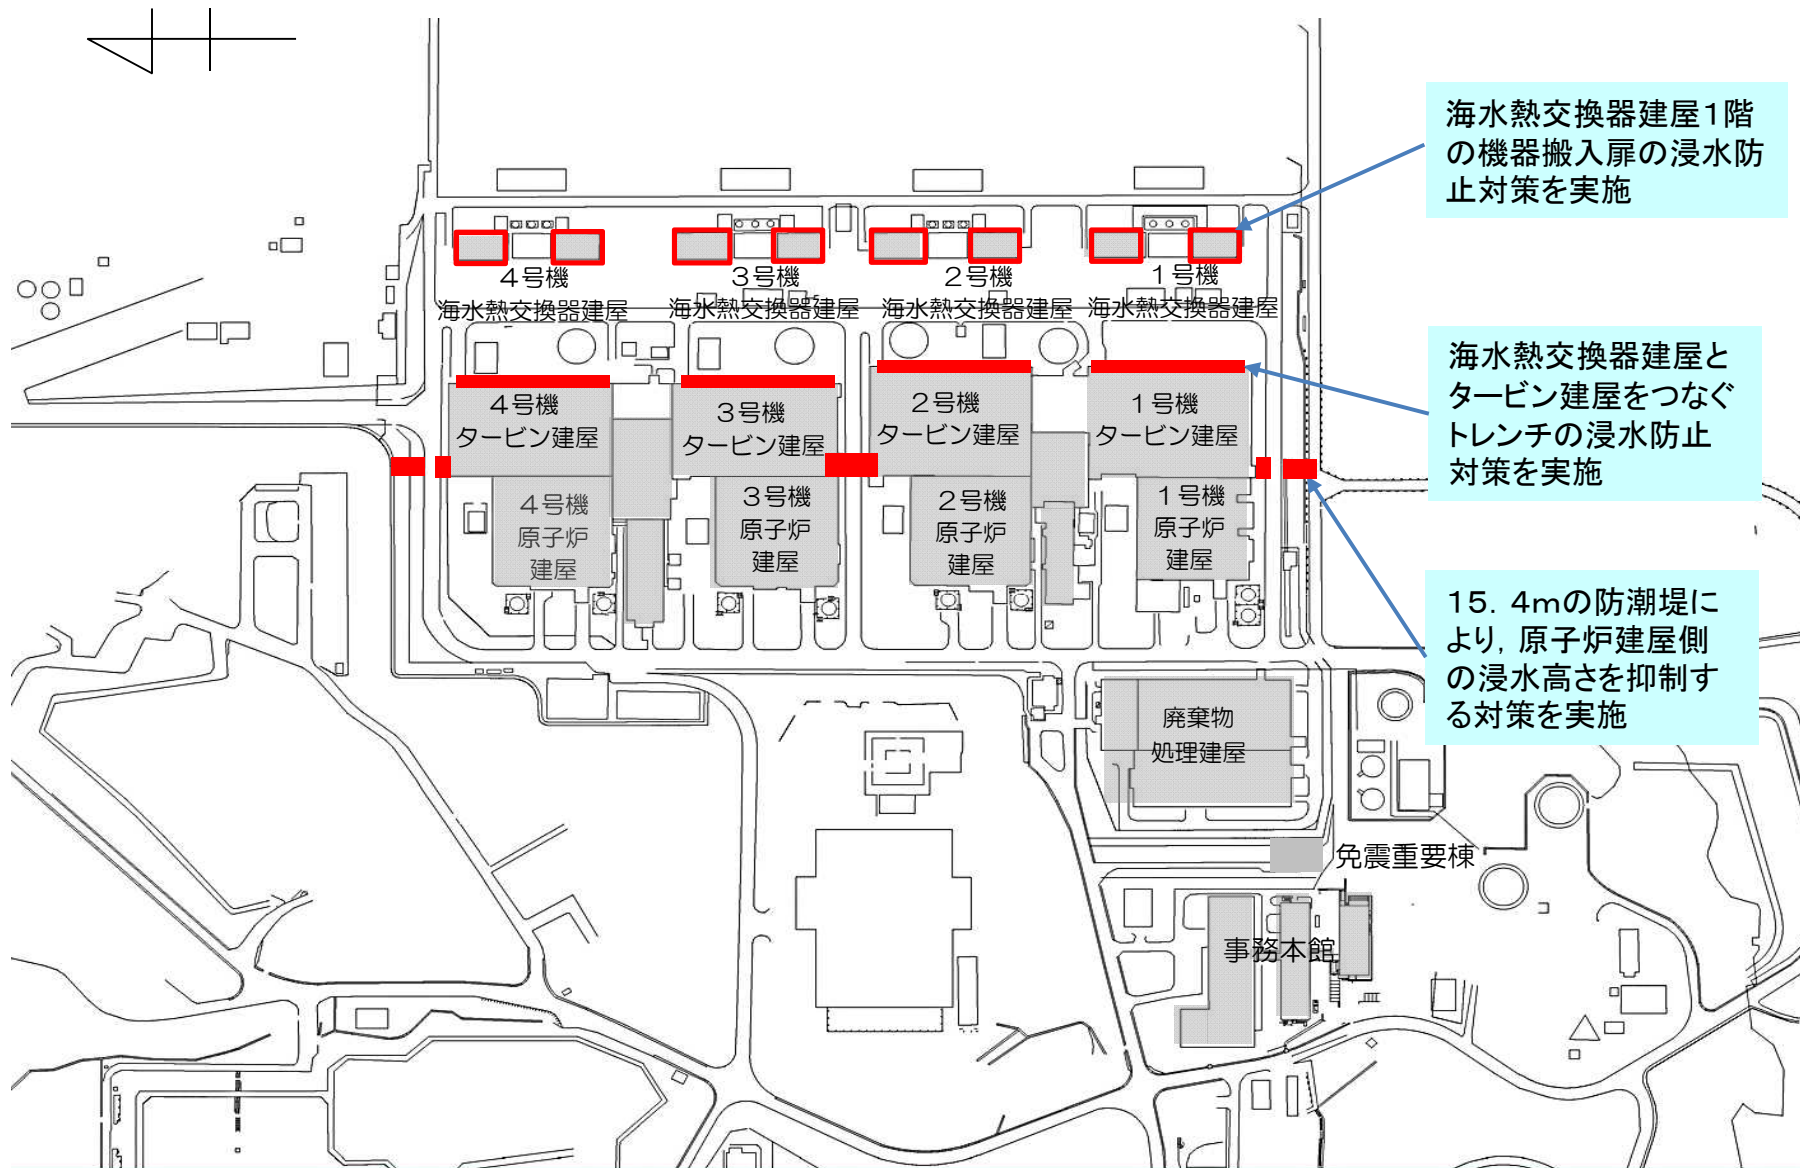 海水熱交換器建屋1階
の機器搬入扉の浸水防
止対策を実施
4号機
海水熱交換器建屋
3号機
海水熱交換器建屋
2号機
海水熱交換器建屋
1号機
海水熱交換器建屋
海水熱交換器建屋と
タービン建屋をつなぐ
トレンチの浸水防止
対策を実施
4号機
タービン建屋
3号機
タービン建屋
2号機
タービン建屋
1号機
タービン建屋
4号機
原子炉
建屋
3号機
原子炉
建屋
2号機
原子炉
建屋
1号機
原子炉
建屋
15.4mの防潮堤に
より,原子炉建屋側
の浸水高さを抑制す
る対策を実施
廃棄物
処理建屋
免震重要棟
事務本館